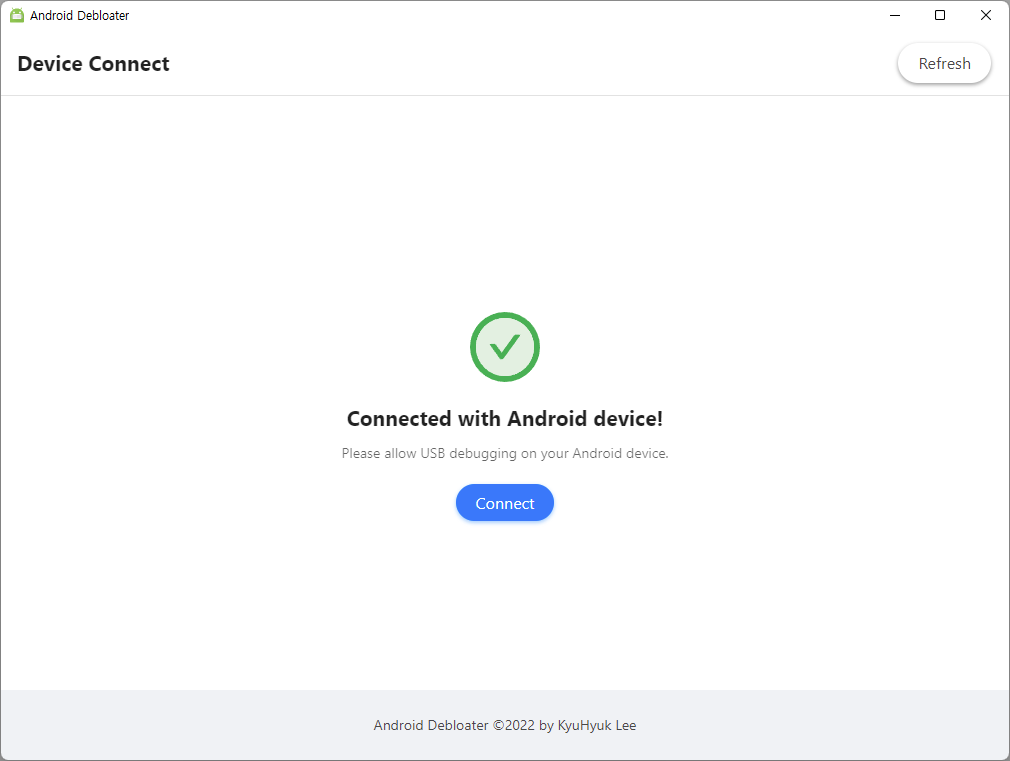 Android Debloater
Device Connect
Refresh
Connected with Android device!
Please allow USB debugging on your Android device.
Connect
Android Debloater ©2022 by KyuHyuk Lee